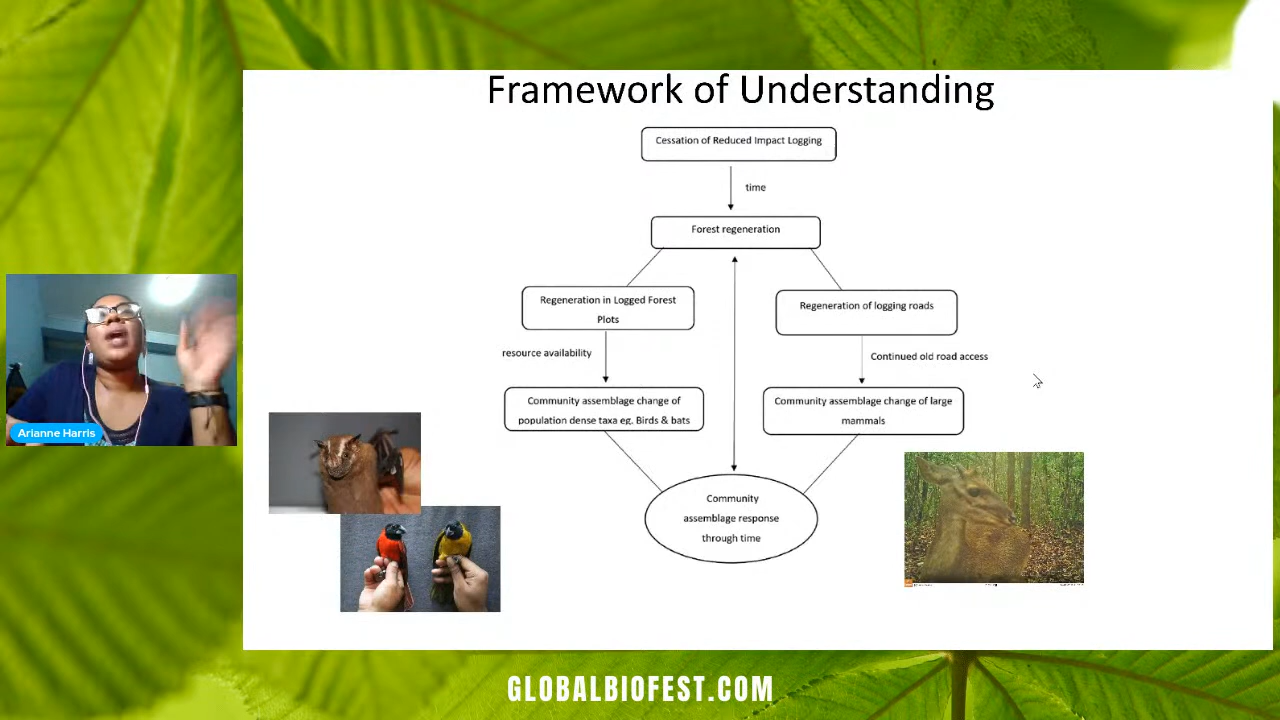 Framework of Understanding
Cessation of Reduced Impact Logging
time
Forest regeneration
Regeneration in Logged Forest
Plots
Regeneration of logging roads
resource availability
Continued old road access
Community assemblage change of
population dense taxa eg. Birds & bats
Community assemblage change of large
mammals
Community
assemblage response
through time
Arianne Harris
GLOBALBIOFEST.COM